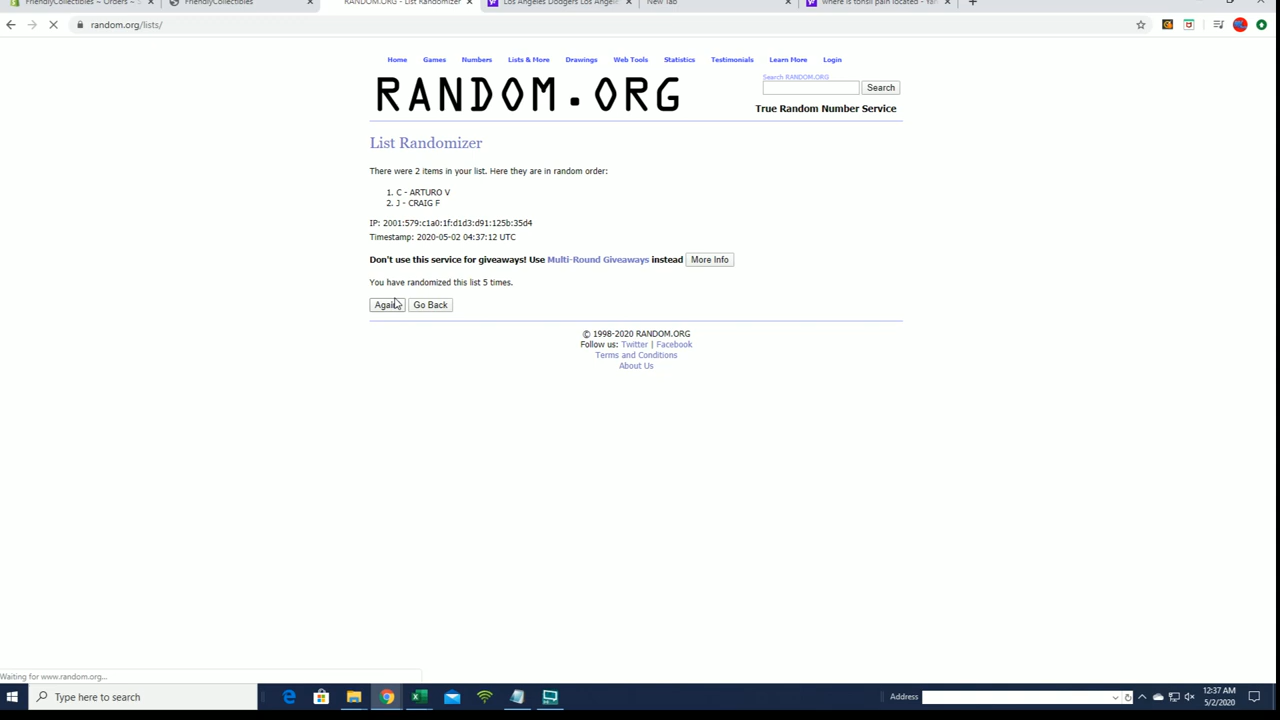 FriendlyCollectibles ~ Orders ~ S
FriendlyCollectibles
RANDOM.ORG - List Randomizer
Los Angeles Dodgers Los Angele
New Tab
where is tonsil pain located - Yah
random.org/lists/
Home Games Numbers Lists & More Drawings Web Tools Statistics Testimonials Learn More Login
RANDOM.ORG
Search RANDOM.ORG
Search
True Random Number Service
List Randomizer
There were 2 items in your list. Here they are in random order:
1. C - ARTURO V
2. J - CRAIG F
IP: 2001:579:c1a0:1f:d1d3:d91:125b:35d4
Timestamp: 2020-05-02 04:37:12 UTC
Don't use this service for giveaways! Use Multi-Round Giveaways instead More Info
You have randomized this list 5 times.
Again Go Back
© 1998-2020 RANDOM.ORG
Follow us: Twitter | Facebook
Terms and Conditions
About Us
Waiting for www.random.org...
Type here to search
Address
12:37 AM
5/2/2020